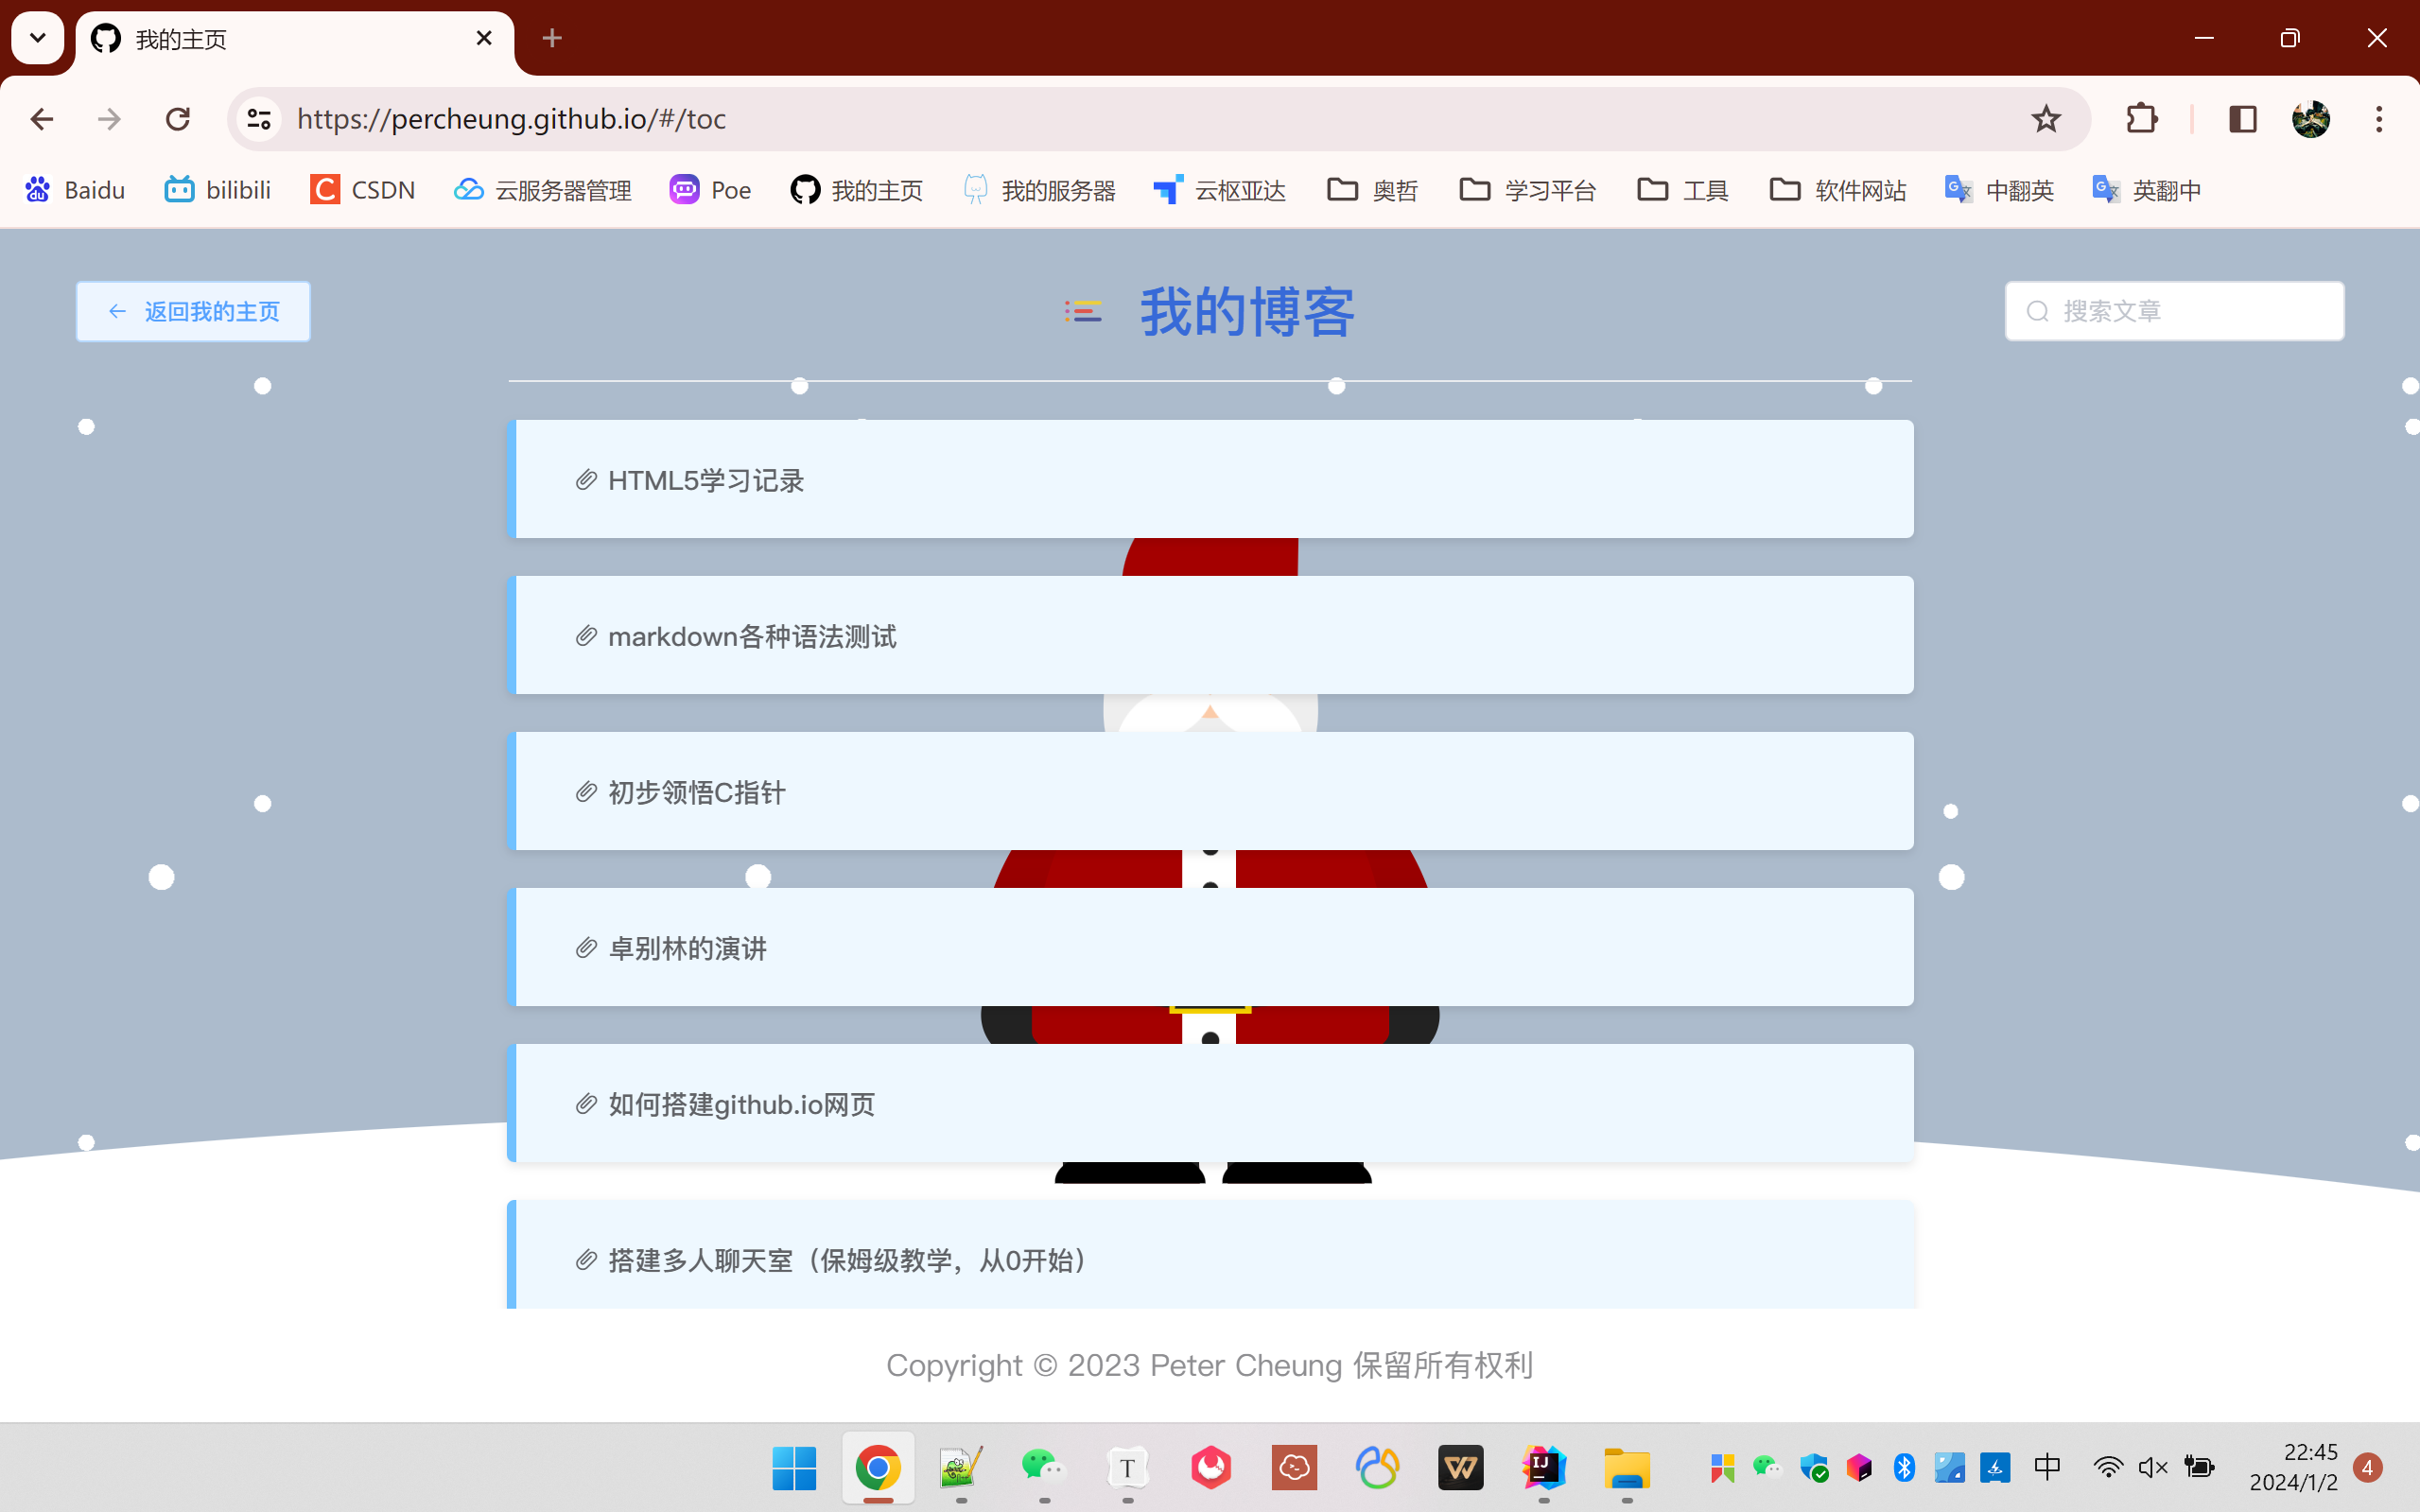 我的主页
https://percheung.github.io/#/toc
Baidu bilibili CSDN 云服务器管理 Poe 我的主页 我的服务器 云枢亚达 奥哲 学习平台 工具 软件网站 中翻英 英翻中
返回我的主页 我的博客 搜索文章
HTML5学习记录
markdown各种语法测试
初步领悟C指针
卓别林的演讲
如何搭建github.io网页
搭建多人聊天室（保姆级教学，从0开始）
Copyright © 2023 Peter Cheung 保留所有权利
中 22:45
2024/1/2 4